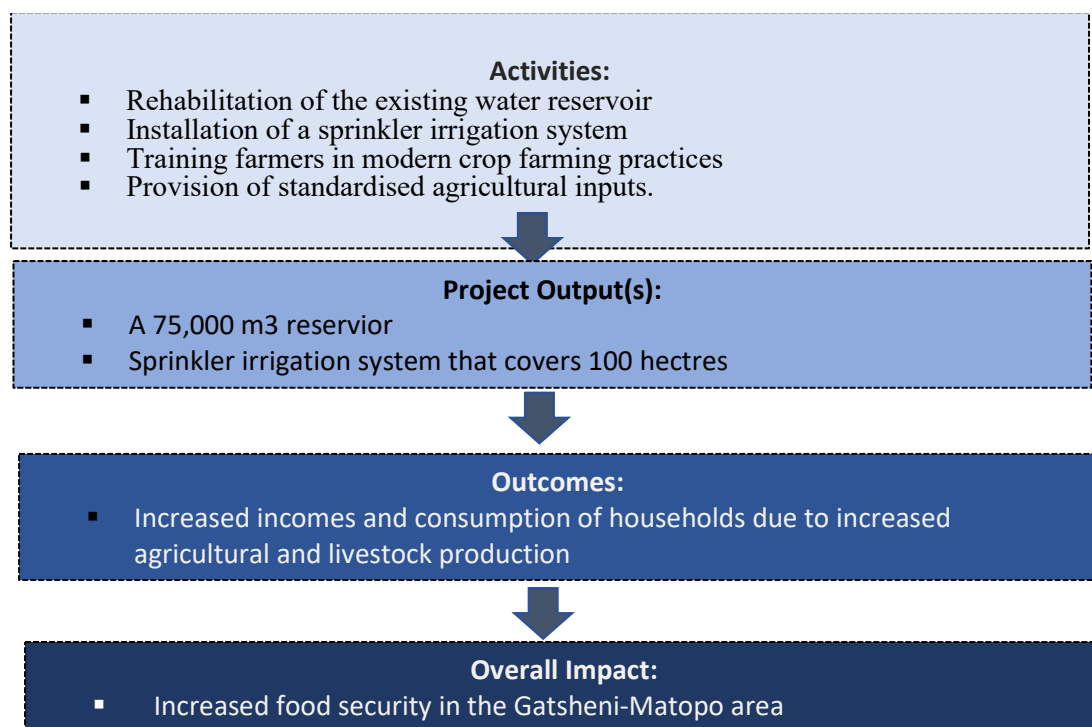 Activities:
▪ Rehabilitation of the existing water reservoir
▪ Installation of a sprinkler irrigation system
▪ Training farmers in modern crop farming practices
▪ Provision of standardised agricultural inputs.
Project Output(s):
▪ A 75,000 m3 reservior
▪ Sprinkler irrigation system that covers 100 hectres
Outcomes:
▪ Increased incomes and consumption of households due to increased
agricultural and livestock production
Overall Impact:
▪ Increased food security in the Gatsheni-Matopo area